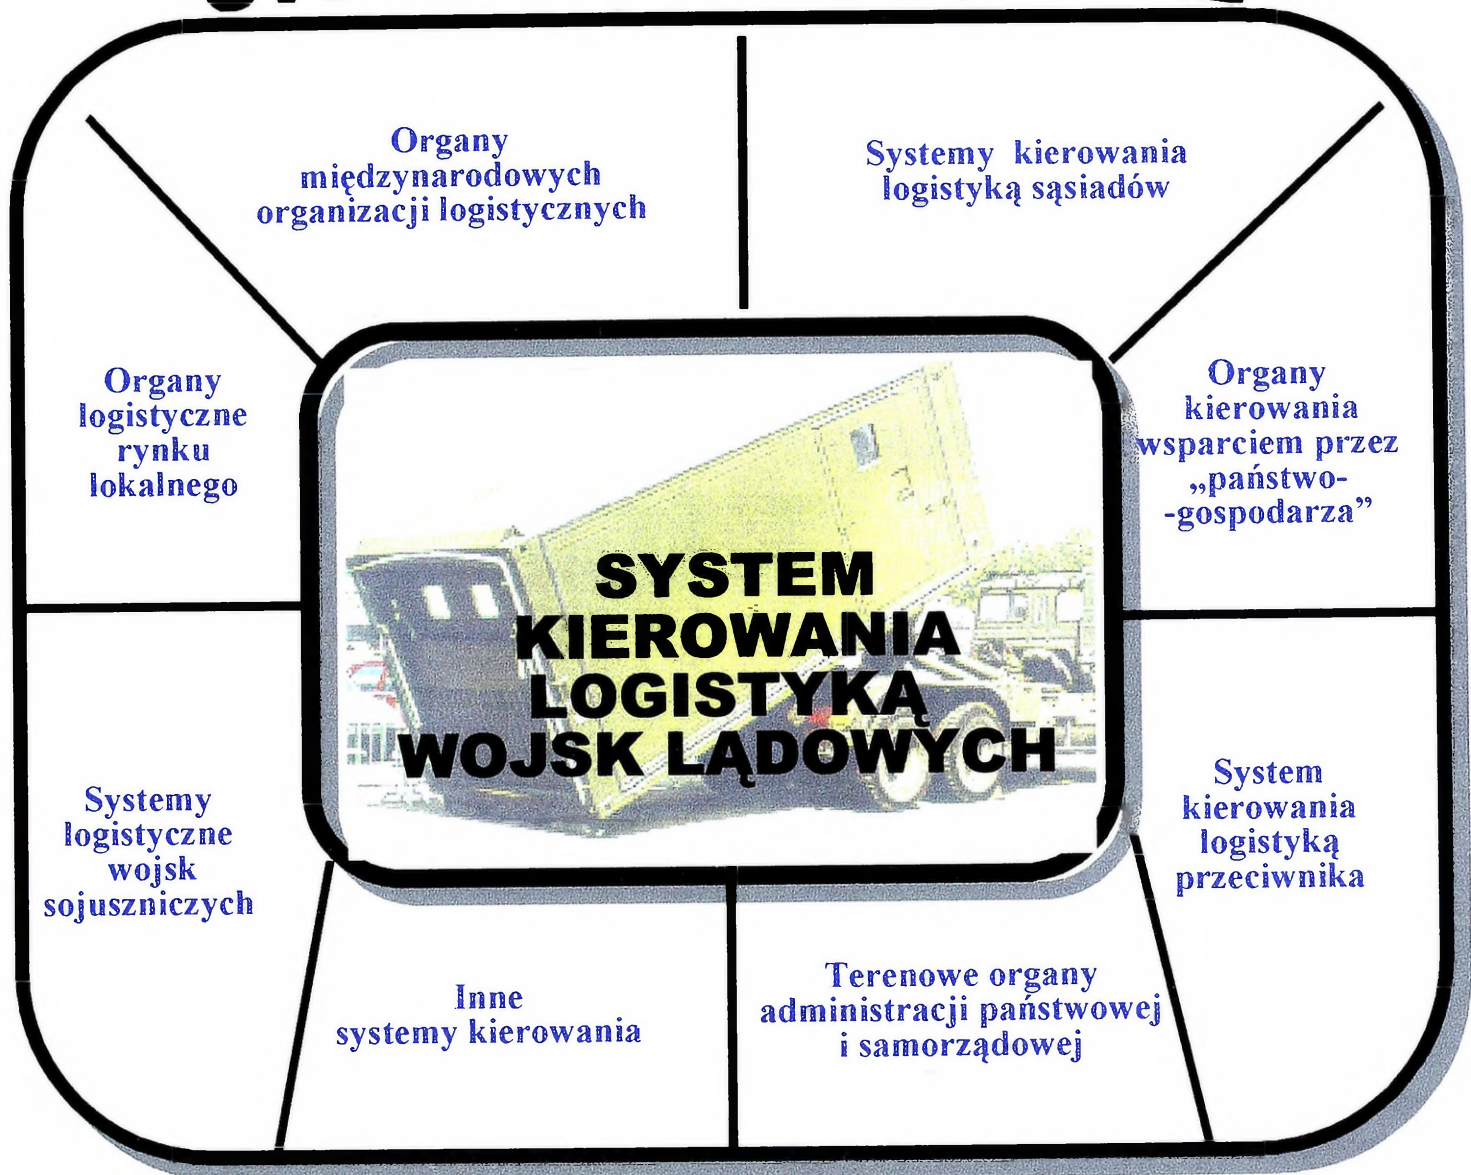 Organy
międzynarodowych
organizacji logistycznych
Systemy kierowania
logistyką sąsiadów
Organy
logistyczne
rynku
lokalnego
Organy
kierowania
wsparciem przez
„państwo-
-gospodarza”
SYSTEM
KIEROWANIA
LOGISTYKĄ
WOJSK LĄDOWYCH
Systemy
logistyczne
wojsk
sojuszniczych
System
kierowania
logistyką
przeciwnika
Inne
systemy kierowania
Terenowe organy
administracji państwowej
i samorządowej